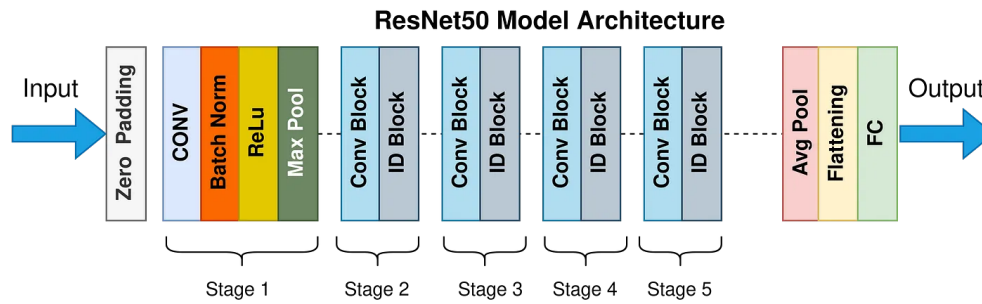 ResNet50 Model Architecture
Input
Zero Padding
CONV
Batch Norm
ReLu
Max Pool
Conv Block
ID Block
Conv Block
ID Block
Conv Block
ID Block
Conv Block
ID Block
Avg Pool
Flattening
FC
Output
Stage 1
Stage 2
Stage 3
Stage 4
Stage 5